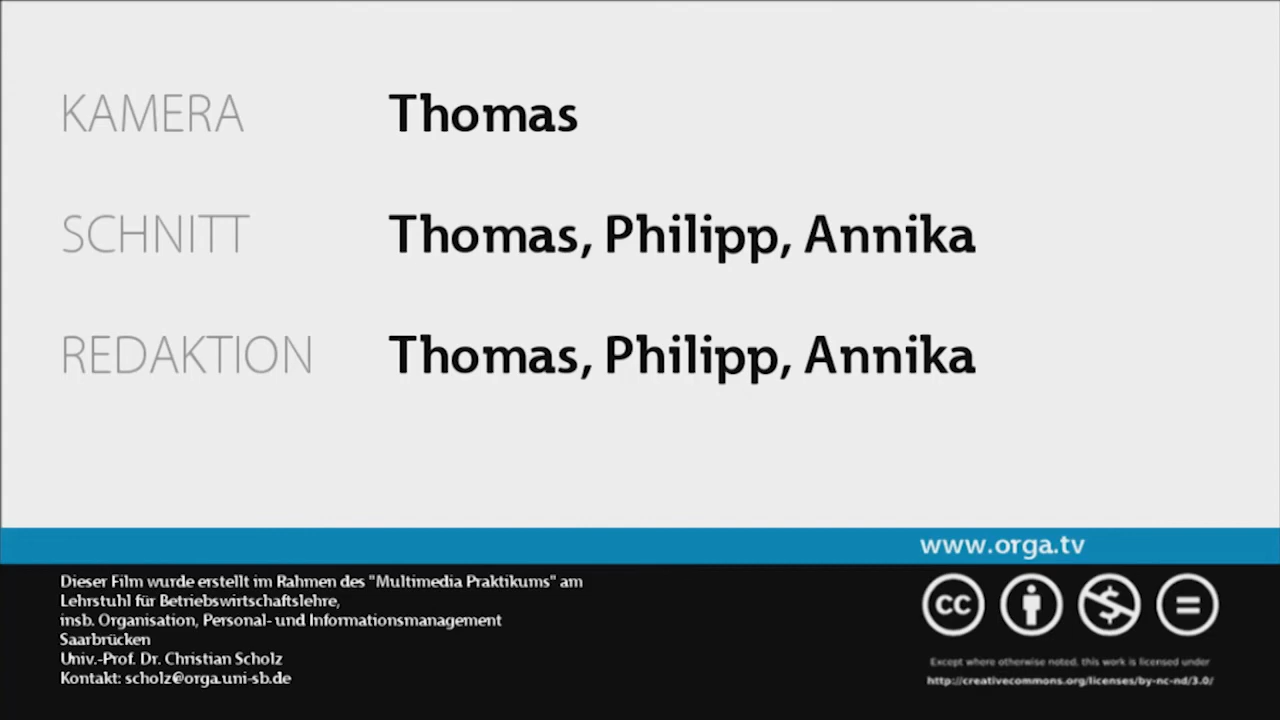 KAMERA Thomas
SCHNITT Thomas, Philipp, Annika
REDAKTION Thomas, Philipp, Annika
www.orga.tv
Dieser Film wurde erstellt im Rahmen des "Multimedia Praktikums" am
Lehrstuhl für Betriebswirtschaftslehre,
insb. Organisation, Personal- und Informationsmanagement
Saarbrücken
Univ.-Prof. Dr. Christian Scholz
Kontakt: scholz@orga.uni-sb.de
cc
Except where otherwise noted, this work is licensed under
http://creativecommons.org/licenses/by-nc-nd/3.0/